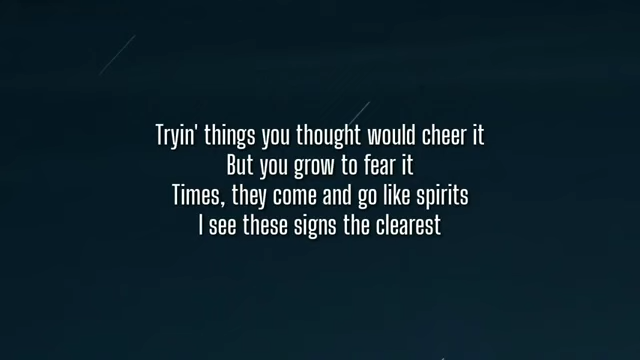 Tryin' things you thought would cheer it
But you grow to fear it
Times, they come and go like spirits
I see these signs the clearest